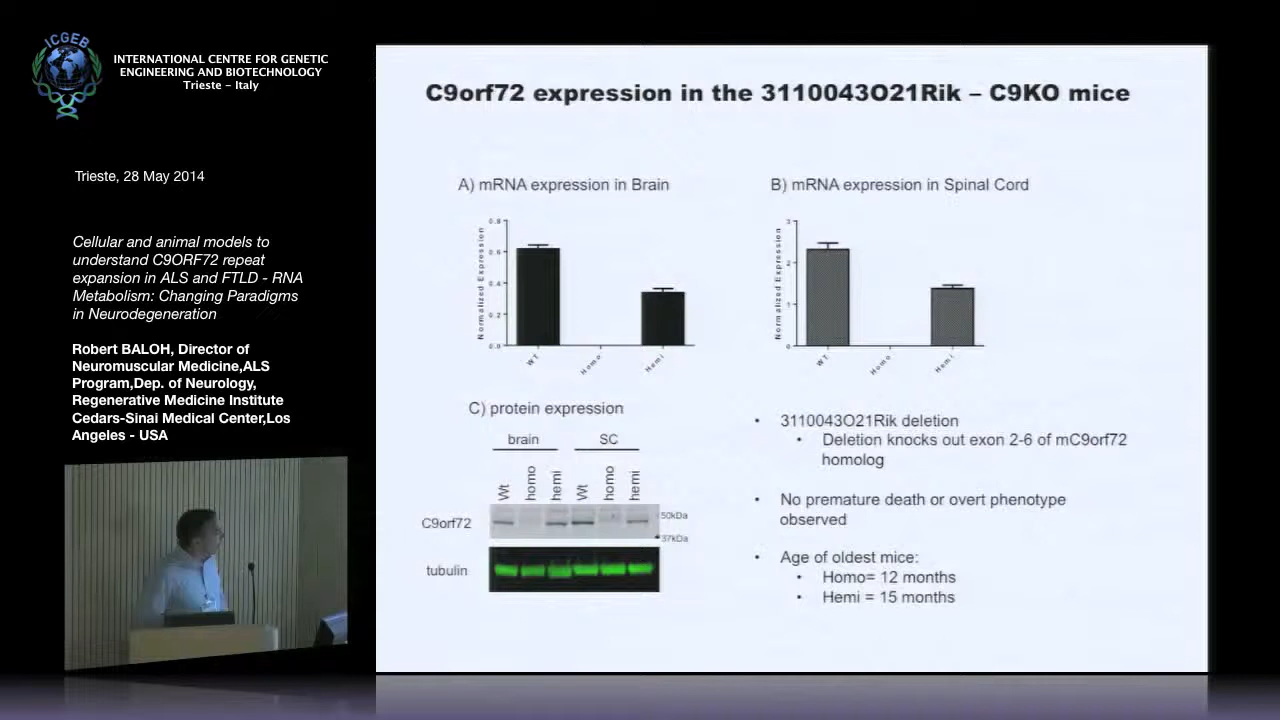 ICGEB
INTERNATIONAL CENTRE FOR GENETIC
ENGINEERING AND BIOTECHNOLOGY
Trieste - Italy
Trieste, 28 May 2014
Cellular and animal models to
understand C9ORF72 repeat
expansion in ALS and FTLD - RNA
Metabolism: Changing Paradigms
in Neurodegeneration
Robert BALOH, Director of
Neuromuscular Medicine,ALS
Program,Dep. of Neurology,
Regenerative Medicine Institute
Cedars-Sinai Medical Center,Los
Angeles - USA
C9orf72 expression in the 3110043O21Rik – C9KO mice
A) mRNA expression in Brain
Normalized Expression
0.8
0.6
0.4
0.2
0.0
WT
Homo
Hemi
B) mRNA expression in Spinal Cord
Normalized Expression
3
2
1
0
WT
Homo
Hemi
C) protein expression
brain SC
Wt homo hemi Wt homo hemi
C9orf72
50kDa
37kDa
tubulin
• 3110043O21Rik deletion
• Deletion knocks out exon 2-6 of mC9orf72
homolog
• No premature death or overt phenotype
observed
• Age of oldest mice:
• Homo= 12 months
• Hemi = 15 months